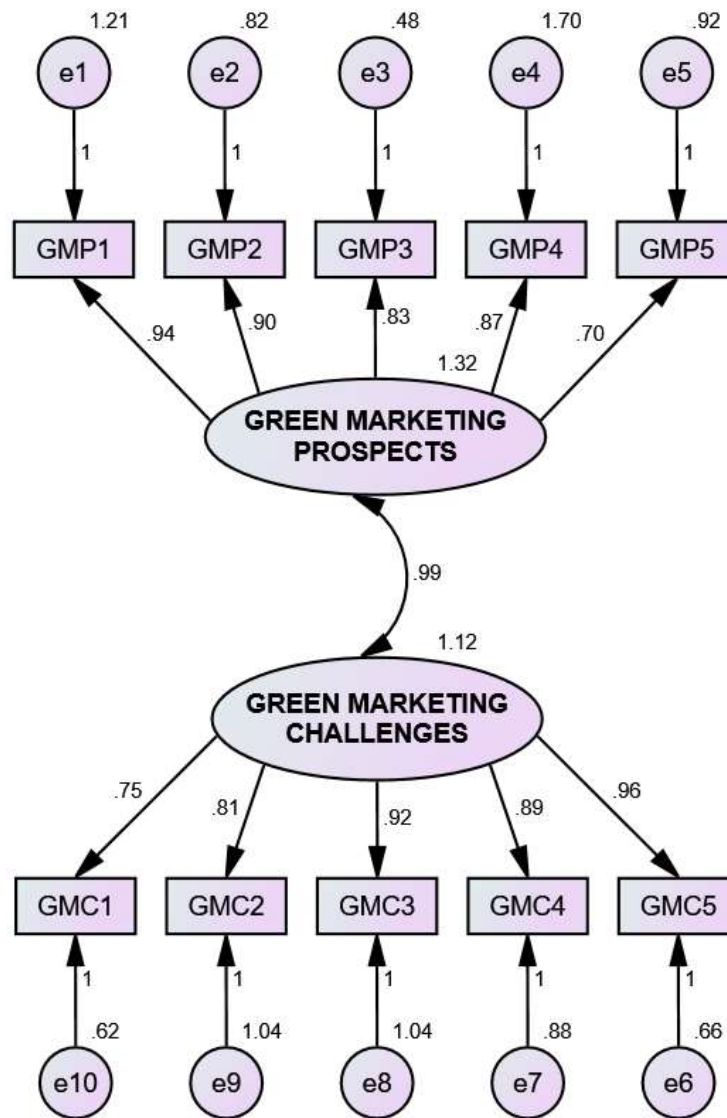 1.21 .82 .48 1.70 .92
e1 e2 e3 e4 e5
1 1 1 1 1
GMP1 GMP2 GMP3 GMP4 GMP5
.94 .90 .83 .87 .70
1.32
GREEN MARKETING
PROSPECTS
.99
1.12
GREEN MARKETING
CHALLENGES
.75 .81 .92 .89 .96
GMC1 GMC2 GMC3 GMC4 GMC5
1 1 1 1 1
.62 1.04 1.04 .88 .66
e10 e9 e8 e7 e6